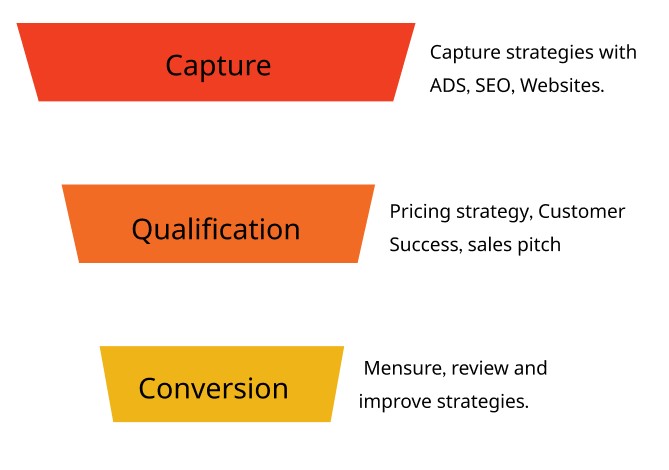 Capture
Capture strategies with
ADS, SEO, Websites.
Qualification
Pricing strategy, Customer
Success, sales pitch
Conversion
Mensure, review and
improve strategies.